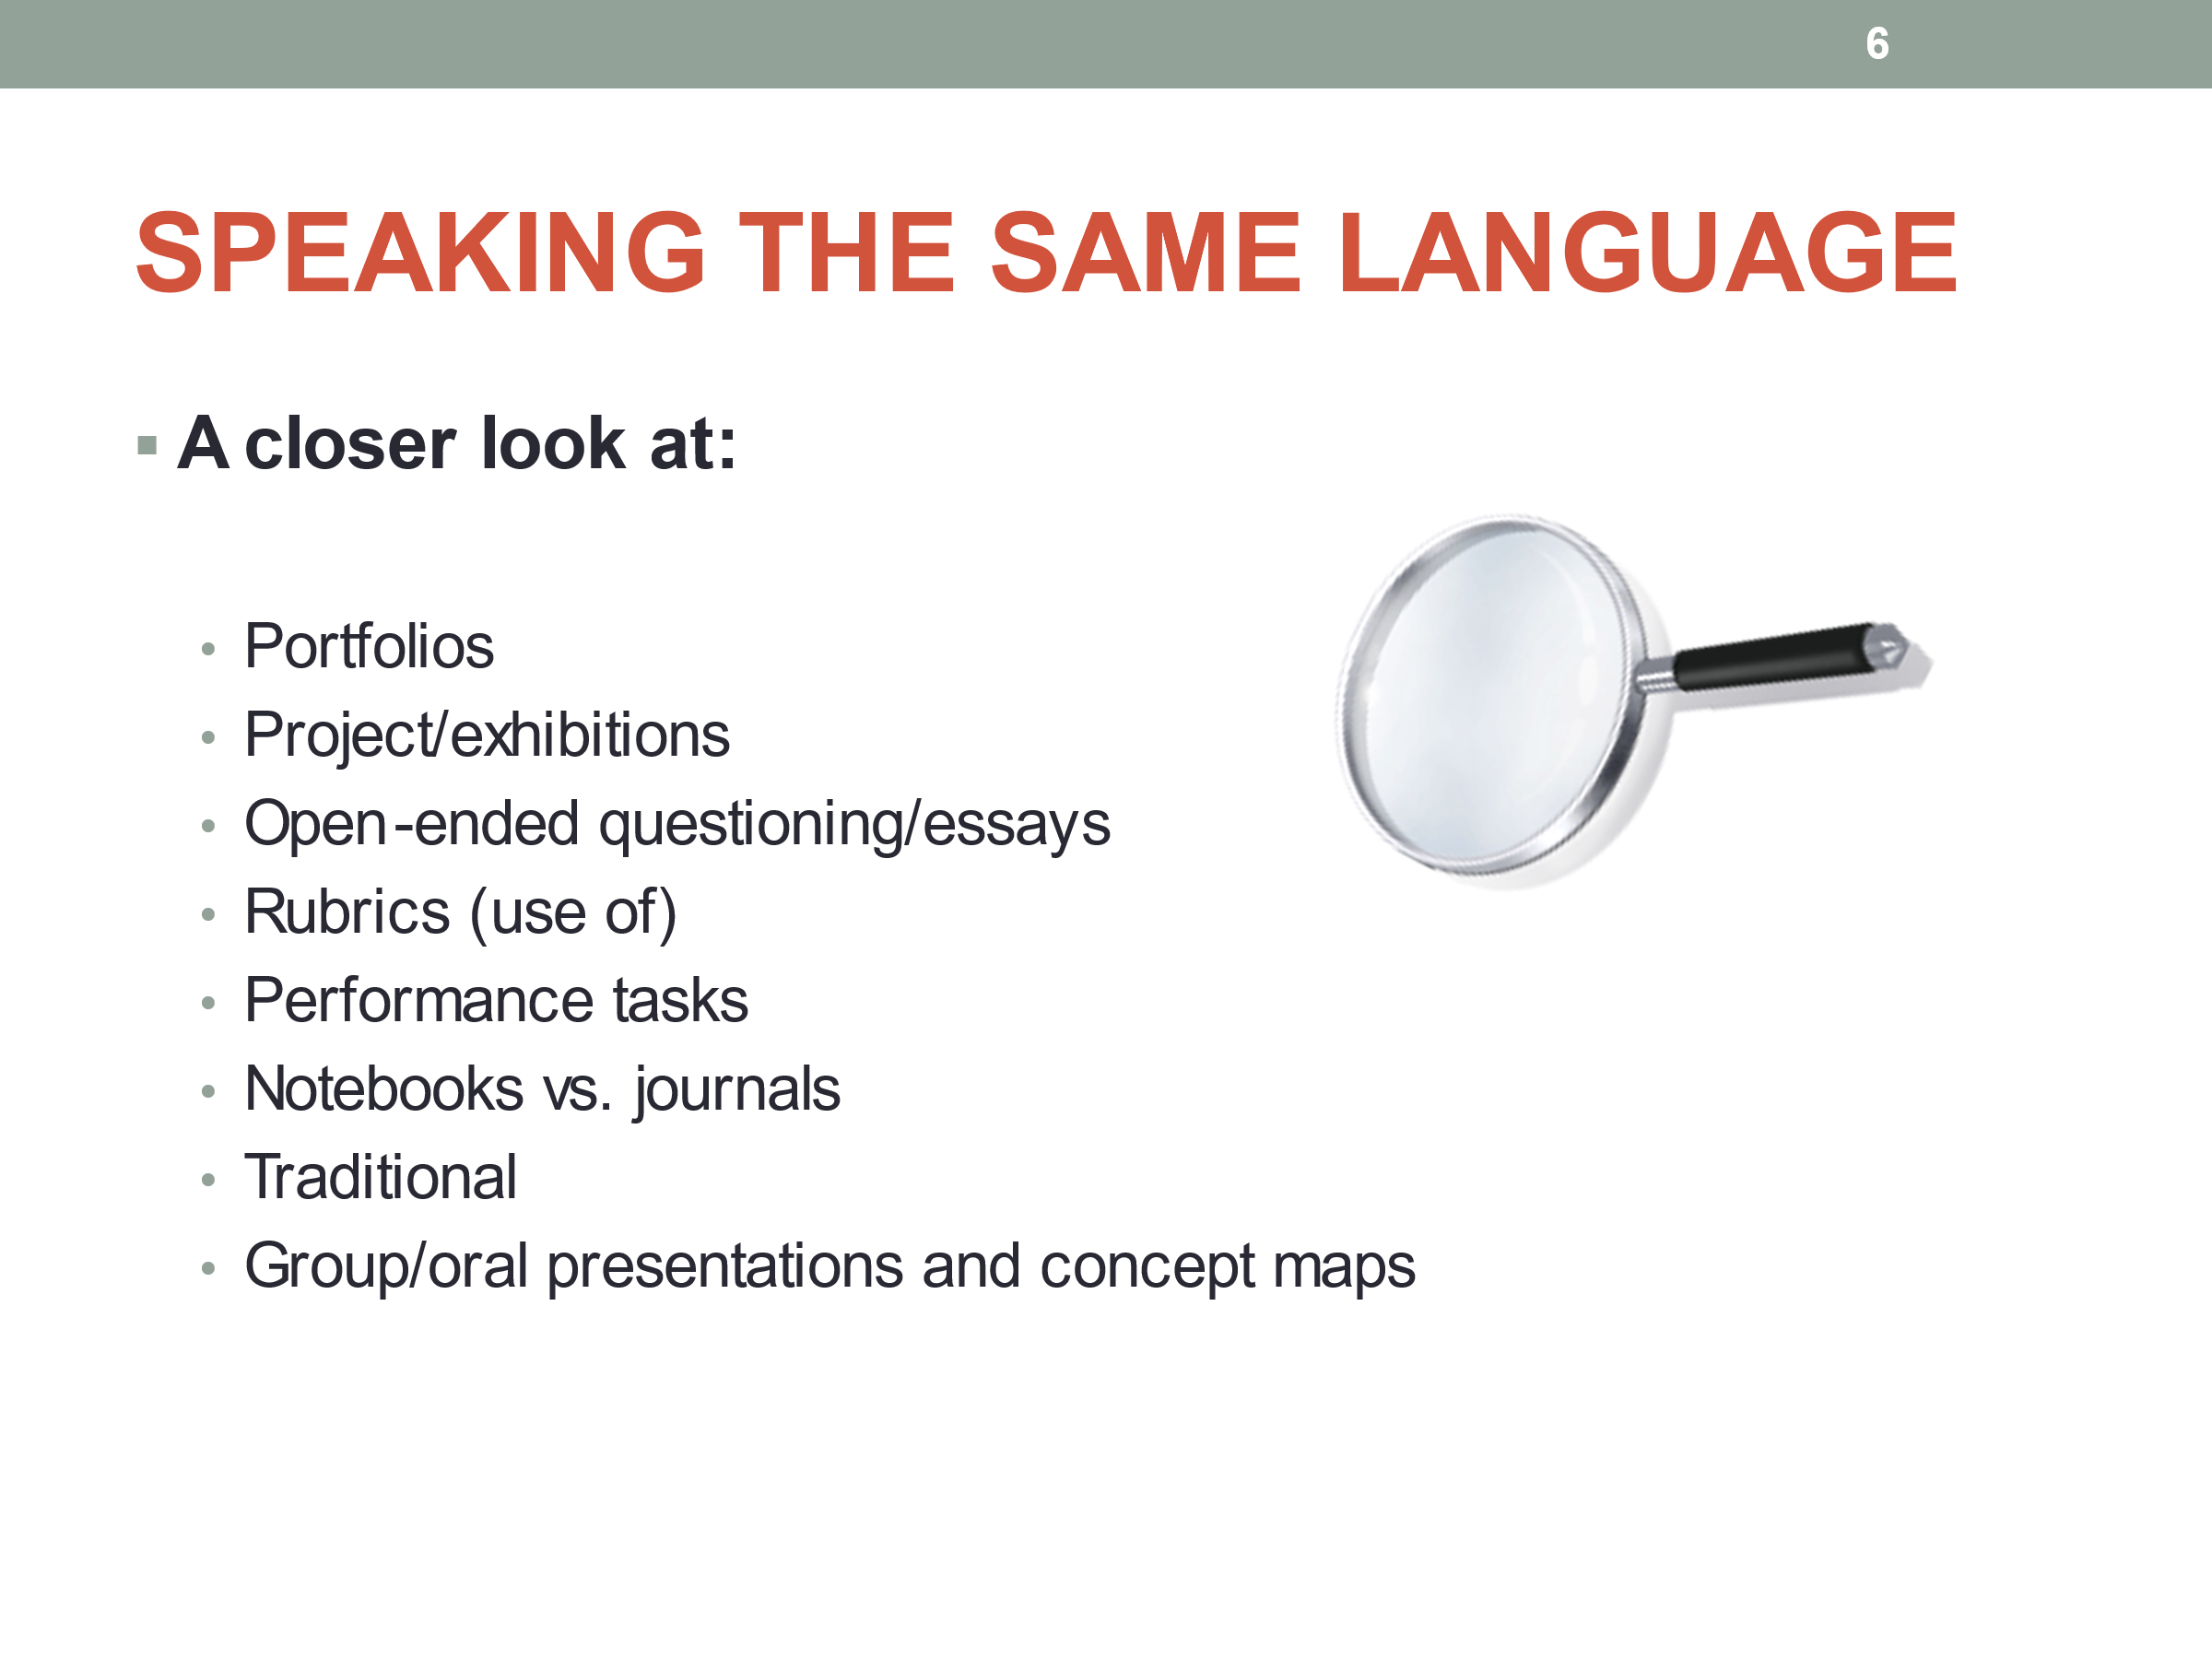 6
SPEAKING THE SAME LANGUAGE
▪ A closer look at:
• Portfolios
• Project/exhibitions
• Open-ended questioning/essays
• Rubrics (use of)
• Performance tasks
• Notebooks vs. journals
• Traditional
• Group/oral presentations and concept maps